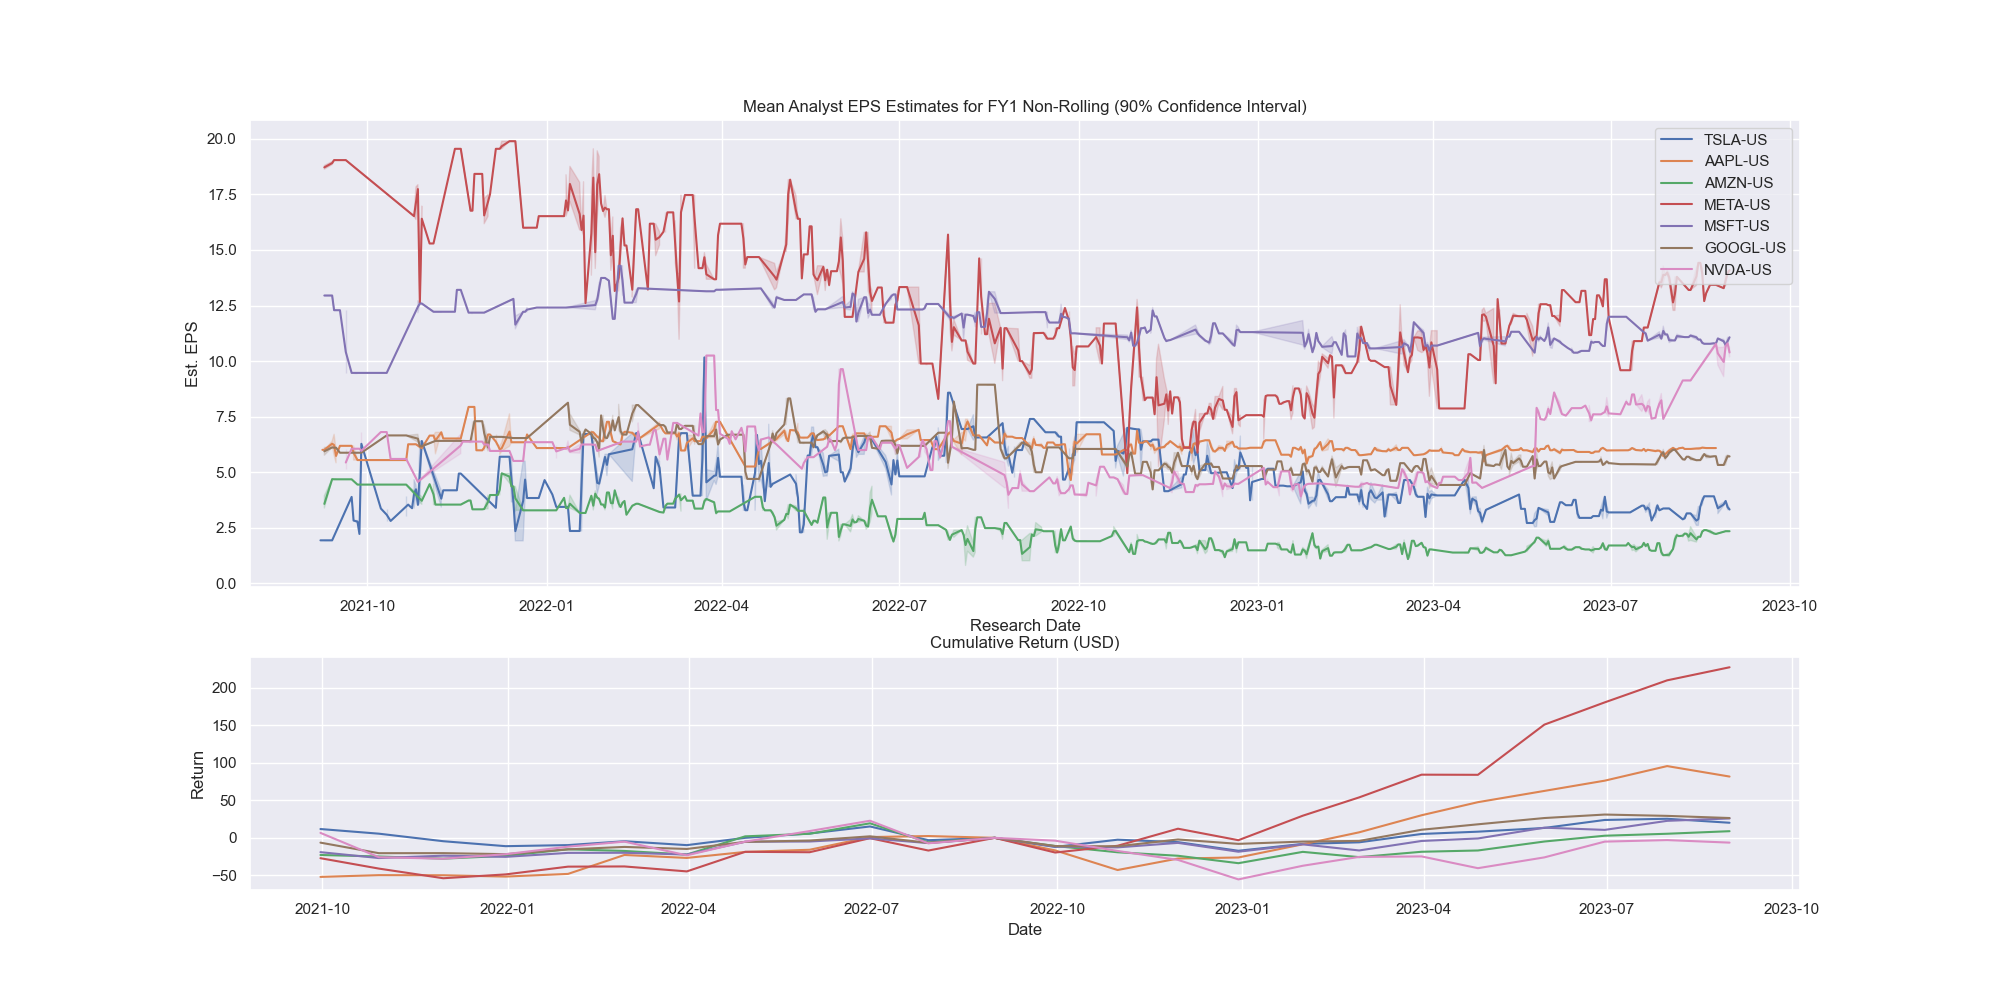 Mean Analyst EPS Estimates for FY1 Non-Rolling (90% Confidence Interval)
20.0
17.5
15.0
12.5
10.0
7.5
5.0
2.5
0.0
Est. EPS
TSLA-US
AAPL-US
AMZN-US
META-US
MSFT-US
GOOGL-US
NVDA-US
2021-10 2022-01 2022-04 2022-07 2022-10 2023-01 2023-04 2023-07 2023-10
Research Date
Cumulative Return (USD)
200
150
100
50
0
−50
Return
2021-10 2022-01 2022-04 2022-07 2022-10 2023-01 2023-04 2023-07 2023-10
Date